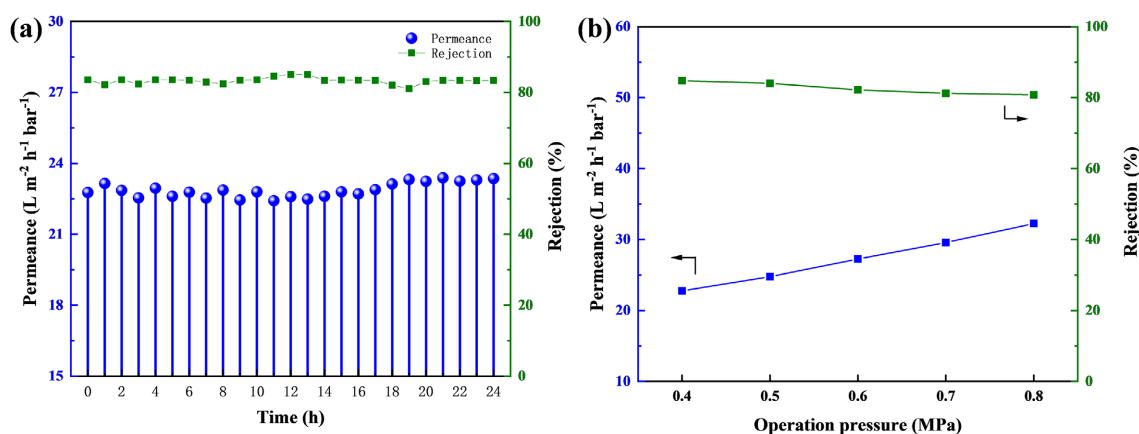 (a)
Permeance
Rejection
30
27
24
21
18
15
Permeance (L m⁻² h⁻¹ bar⁻¹)
100
80
60
40
20
0
Rejection (%)
0 2 4 6 8 10 12 14 16 18 20 22 24
Time (h)
(b)
60
50
40
30
20
10
Permeance (L m⁻² h⁻¹ bar⁻¹)
100
80
60
40
20
0
Rejection (%)
0.4 0.5 0.6 0.7 0.8
Operation pressure (MPa)